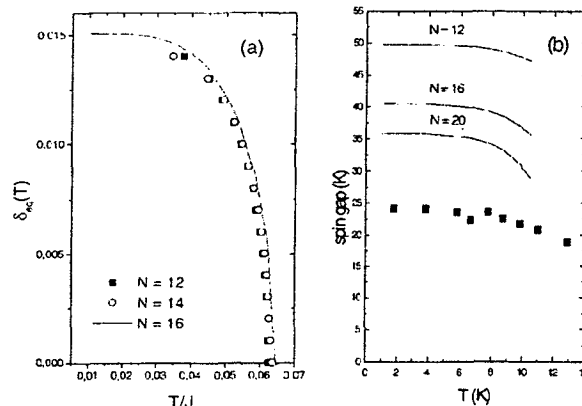 (a)
0.015
0.010
0.005
0.000
δeq(T)
N = 12
N = 14
N = 16
0.01 0.02 0.03 0.04 0.05 0.06 0.07
T/J
(b)
55
50
45
40
35
30
25
20
15
10
5
0
spin gap (K)
N=12
N=16
N=20
0 2 4 6 8 10 12
T (K)